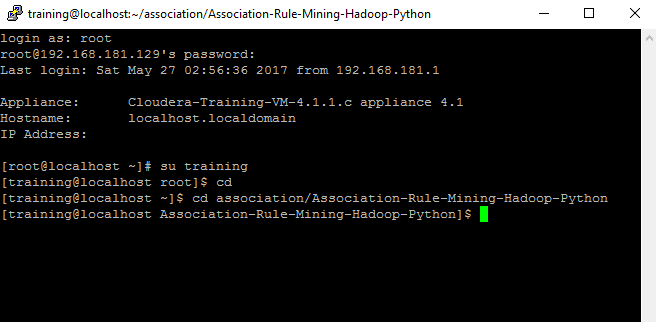 training@localhost:~/association/Association-Rule-Mining-Hadoop-Python
login as: root
root@192.168.181.129's password:
Last login: Sat May 27 02:56:36 2017 from 192.168.181.1
Appliance:      Cloudera-Training-VM-4.1.1.c appliance 4.1
Hostname:       localhost.localdomain
IP Address:
[root@localhost ~]# su training
[training@localhost root]$ cd
[training@localhost ~]$ cd association/Association-Rule-Mining-Hadoop-Python
[training@localhost Association-Rule-Mining-Hadoop-Python]$